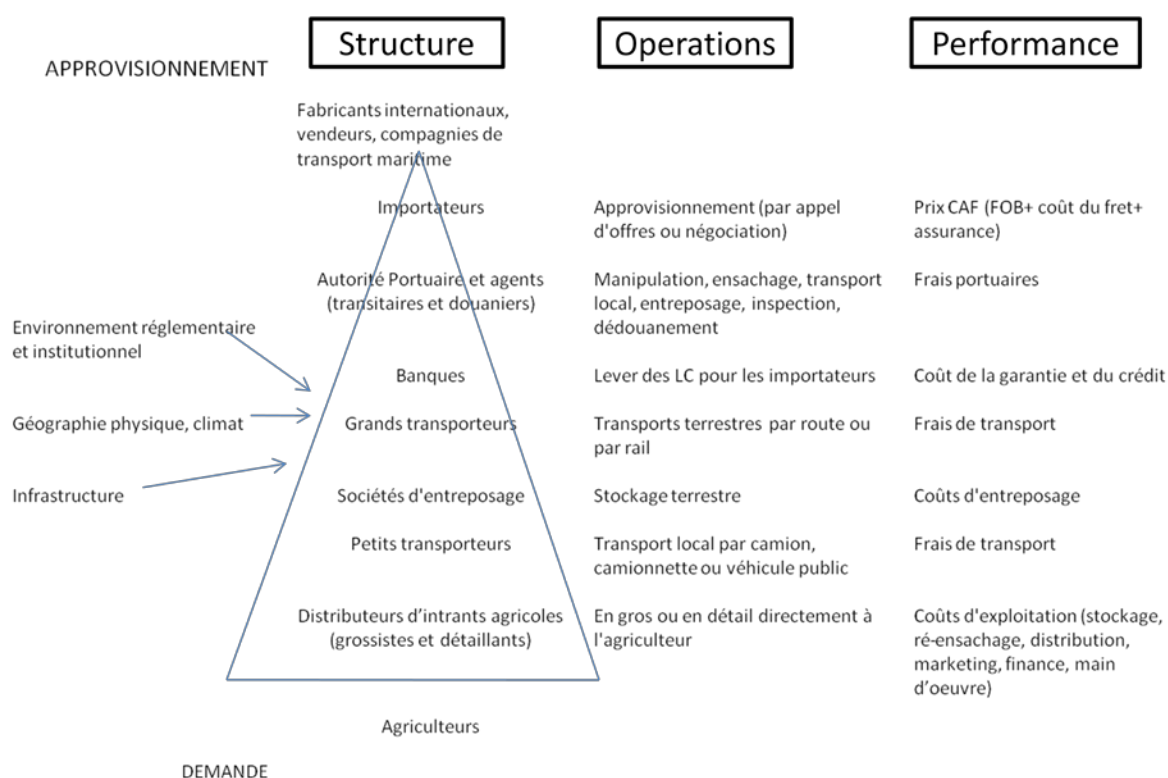 Structure
Operations
Performance
APPROVISIONNEMENT
Fabricants internationaux,
vendeurs, compagnies de
transport maritime
Importateurs
Approvisionnement (par appel
d'offres ou négociation)
Prix CAF (FOB+ coût du fret+
assurance)
Autorité Portuaire et agents
(transitaires et douaniers)
Manipulation, ensachage, transport
local, entreposage, inspection,
dédouanement
Frais portuaires
Environnement réglementaire
et institutionnel
Banques
Lever des LC pour les importateurs
Coût de la garantie et du crédit
Géographie physique, climat
Grands transporteurs
Transports terrestres par route ou
par rail
Frais de transport
Infrastructure
Sociétés d'entreposage
Stockage terrestre
Coûts d'entreposage
Petits transporteurs
Transport local par camion,
camionnette ou véhicule public
Frais de transport
Distributeurs d’intrants agricoles
(grossistes et détaillants)
En gros ou en détail directement à
l'agriculteur
Coûts d'exploitation (stockage,
ré-ensachage, distribution,
marketing, finance, main
d’oeuvre)
Agriculteurs
DEMANDE